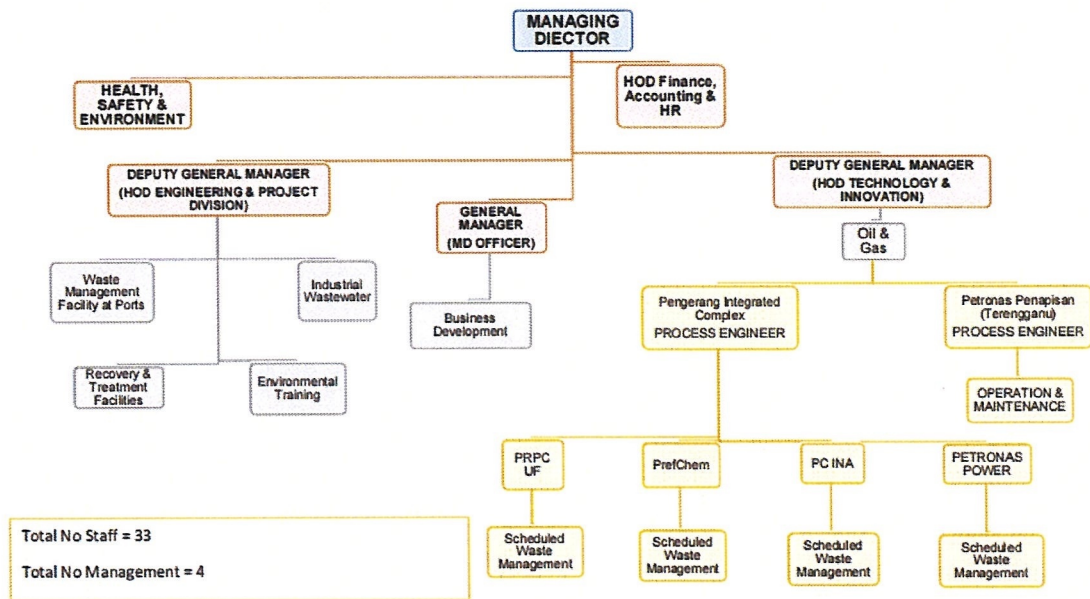 MANAGING
DIECTOR
HEALTH,
SAFETY &
ENVIRONMENT
HOD Finance,
Accounting &
HR
DEPUTY GENERAL MANAGER
(HOD ENGINEERING & PROJECT
DIVISION)
GENERAL
MANAGER
(MD OFFICER)
DEPUTY GENERAL MANAGER
(HOD TECHNOLOGY &
INNOVATION)
Oil &
Gas
Waste
Management
Facility at Ports
Industrial
Wastewater
Business
Development
Pengerang Integrated
Complex
PROCESS ENGINEER
Petronas Penapisan
(Terengganu)
PROCESS ENGINEER
Recovery &
Treatment
Facilities
Environmental
Training
OPERATION &
MAINTENANCE
PRPC
UF
PrefChem
PC INA
PETRONAS
POWER
Scheduled
Waste
Management
Scheduled
Waste
Management
Scheduled
Waste
Management
Scheduled
Waste
Management
Total No Staff = 33
Total No Management = 4